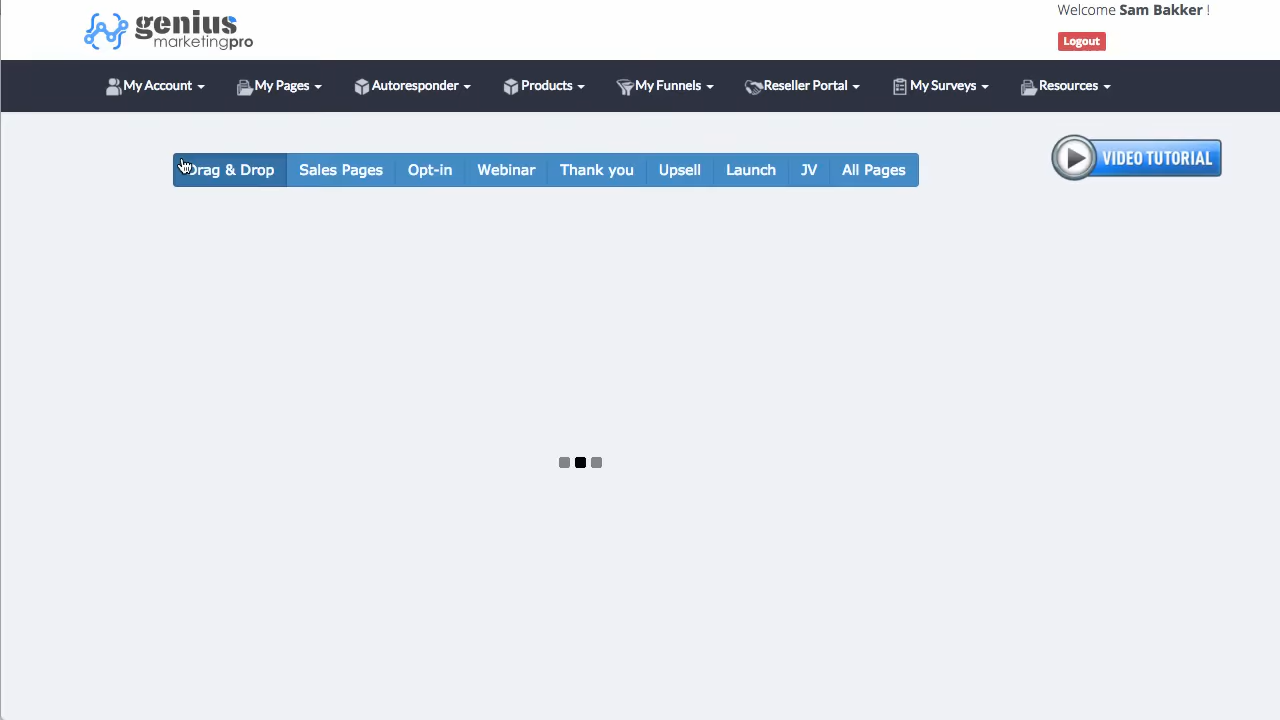 genius
marketingpro
Welcome Sam Bakker !
Logout
My Account
My Pages
Autoresponder
Products
My Funnels
Reseller Portal
My Surveys
Resources
Drag & Drop
Sales Pages
Opt-in
Webinar
Thank you
Upsell
Launch
JV
All Pages
VIDEO TUTORIAL